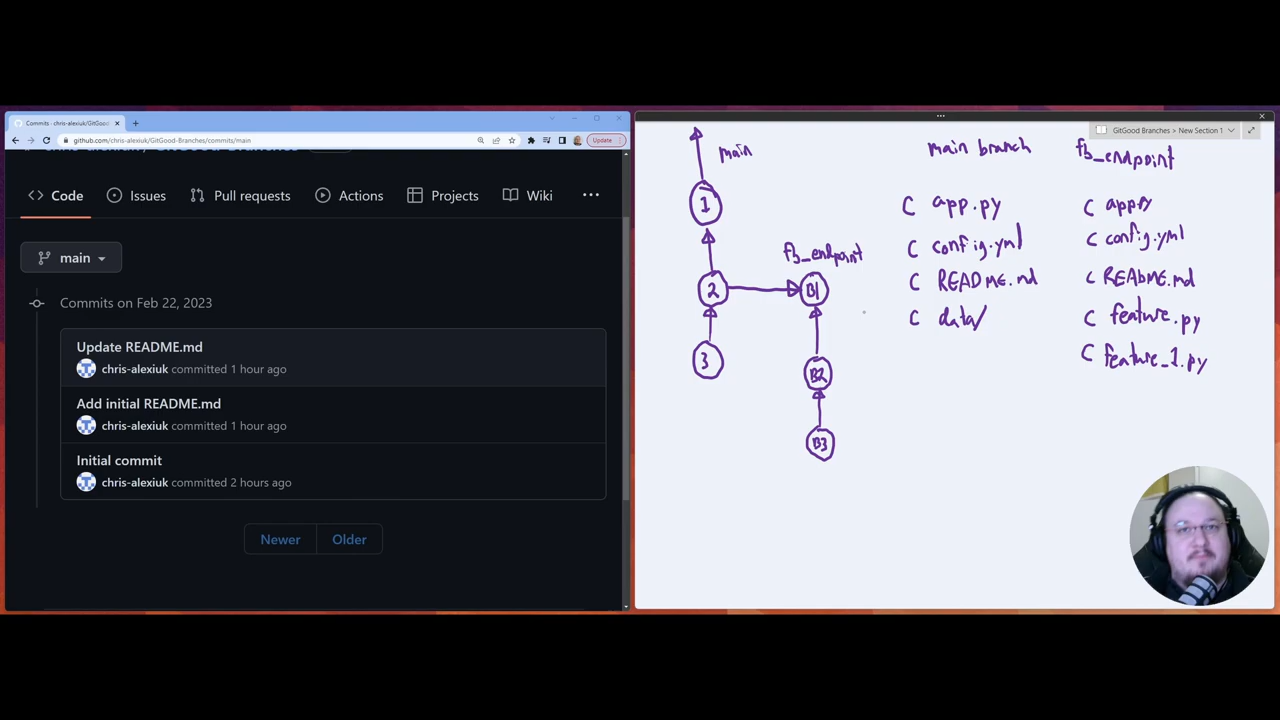 Commits · chris-alexiuk/GitGood-
github.com/chris-alexiuk/GitGood-Branches/commits/main
Update
Code
Issues
Pull requests
Actions
Projects
Wiki
main
Commits on Feb 22, 2023
Update README.md
chris-alexiuk committed 1 hour ago
Add initial README.md
chris-alexiuk committed 1 hour ago
Initial commit
chris-alexiuk committed 2 hours ago
Newer
Older
GitGood Branches > New Section 1
main
1
2
3
fb_endpoint
B1
B2
B3
main branch
C app.py
C config.yml
C README.md
C data/
fb_endpoint
C app.py
C config.yml
C README.md
C feature.py
C feature_1.py